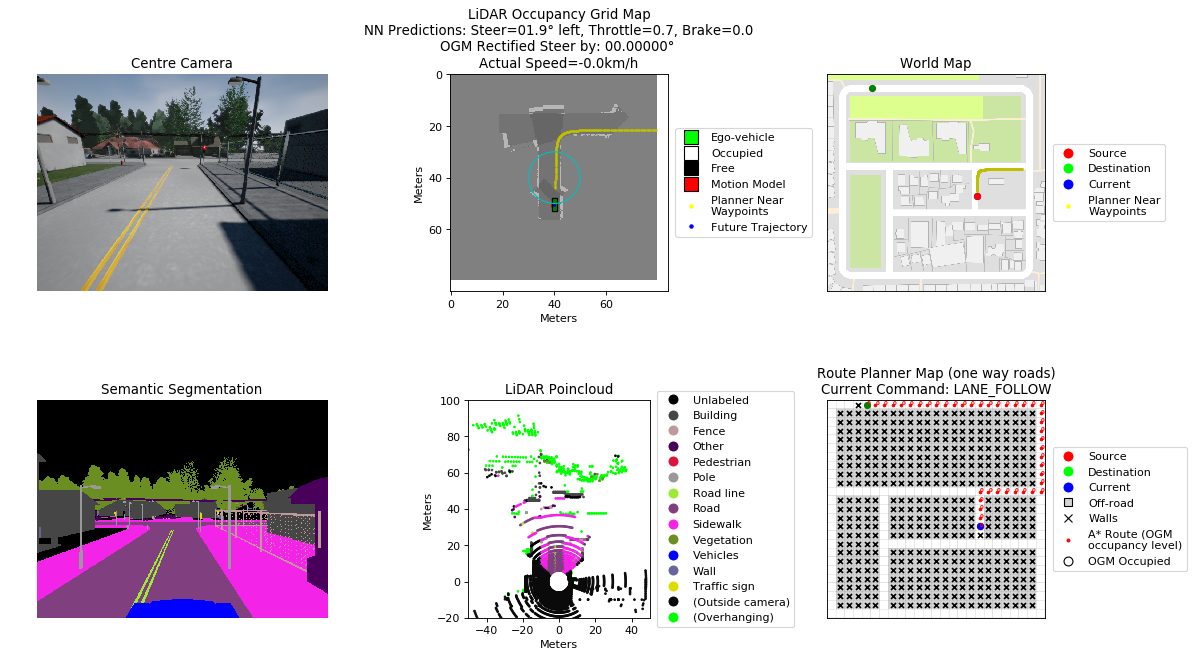 LiDAR Occupancy Grid Map
NN Predictions: Steer=01.9° left, Throttle=0.7, Brake=0.0
OGM Rectified Steer by: 00.00000°
Actual Speed=-0.0km/h
Centre Camera
World Map
0
20
40
60
Meters
0
20
40
60
Meters
Ego-vehicle
Occupied
Free
Motion Model
Planner Near
Waypoints
Future Trajectory
Source
Destination
Current
Planner Near
Waypoints
Semantic Segmentation
LiDAR Poincloud
Route Planner Map (one way roads)
Current Command: LANE_FOLLOW
100
80
60
40
20
0
−20
Meters
−40
−20
0
20
40
Meters
Unlabeled
Building
Fence
Other
Pedestrian
Pole
Road line
Road
Sidewalk
Vegetation
Vehicles
Wall
Traffic sign
(Outside camera)
(Overhanging)
Source
Destination
Current
Off-road
Walls
A* Route (OGM
occupancy level)
OGM Occupied